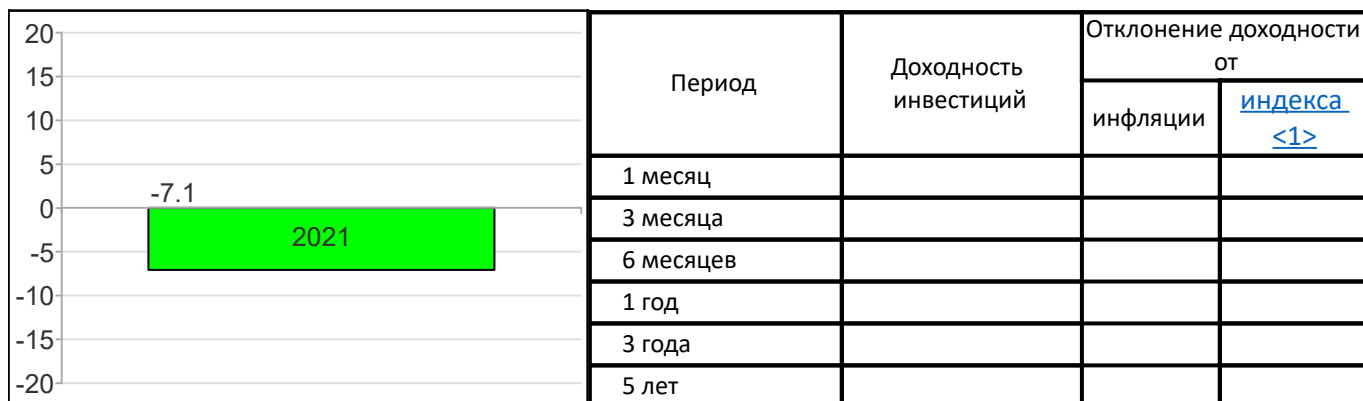 20
15
10
5
0
-5
-10
-15
-20
-7.1
2021
Период
Доходность
инвестиций
Отклонение доходности
от
инфляции
индекса
<1>
1 месяц
3 месяца
6 месяцев
1 год
3 года
5 лет